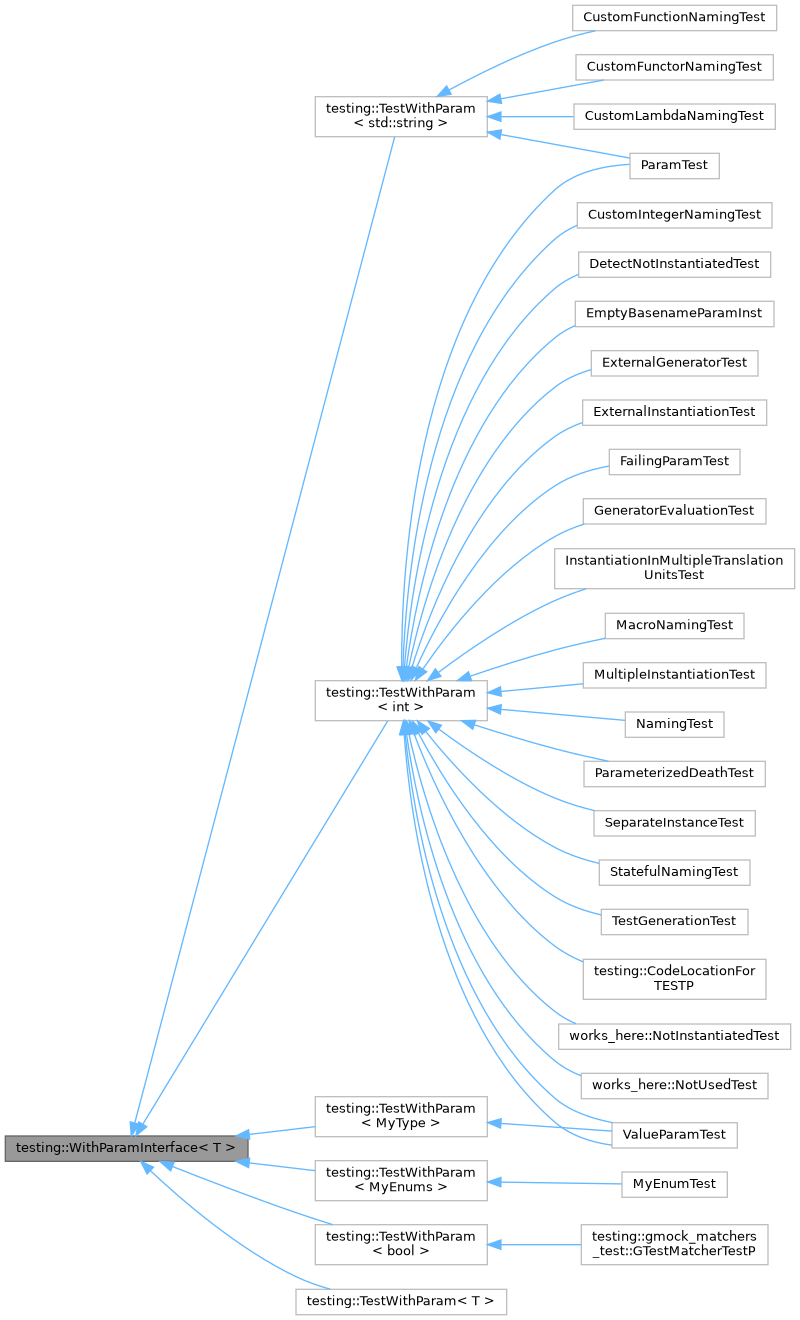 CustomFunctionNamingTest
CustomFunctorNamingTest
testing::TestWithParam
< std::string >
CustomLambdaNamingTest
ParamTest
CustomIntegerNamingTest
DetectNotInstantiatedTest
EmptyBasenameParamInst
ExternalGeneratorTest
ExternalInstantiationTest
FailingParamTest
GeneratorEvaluationTest
InstantiationInMultipleTranslation
UnitsTest
MacroNamingTest
testing::TestWithParam
< int >
MultipleInstantiationTest
NamingTest
ParameterizedDeathTest
SeparateInstanceTest
StatefulNamingTest
TestGenerationTest
testing::CodeLocationFor
TESTP
works_here::NotInstantiatedTest
works_here::NotUsedTest
testing::TestWithParam
< MyType >
ValueParamTest
testing::WithParamInterface< T >
testing::TestWithParam
< MyEnums >
MyEnumTest
testing::TestWithParam
< bool >
testing::gmock_matchers
_test::GTestMatcherTestP
testing::TestWithParam< T >